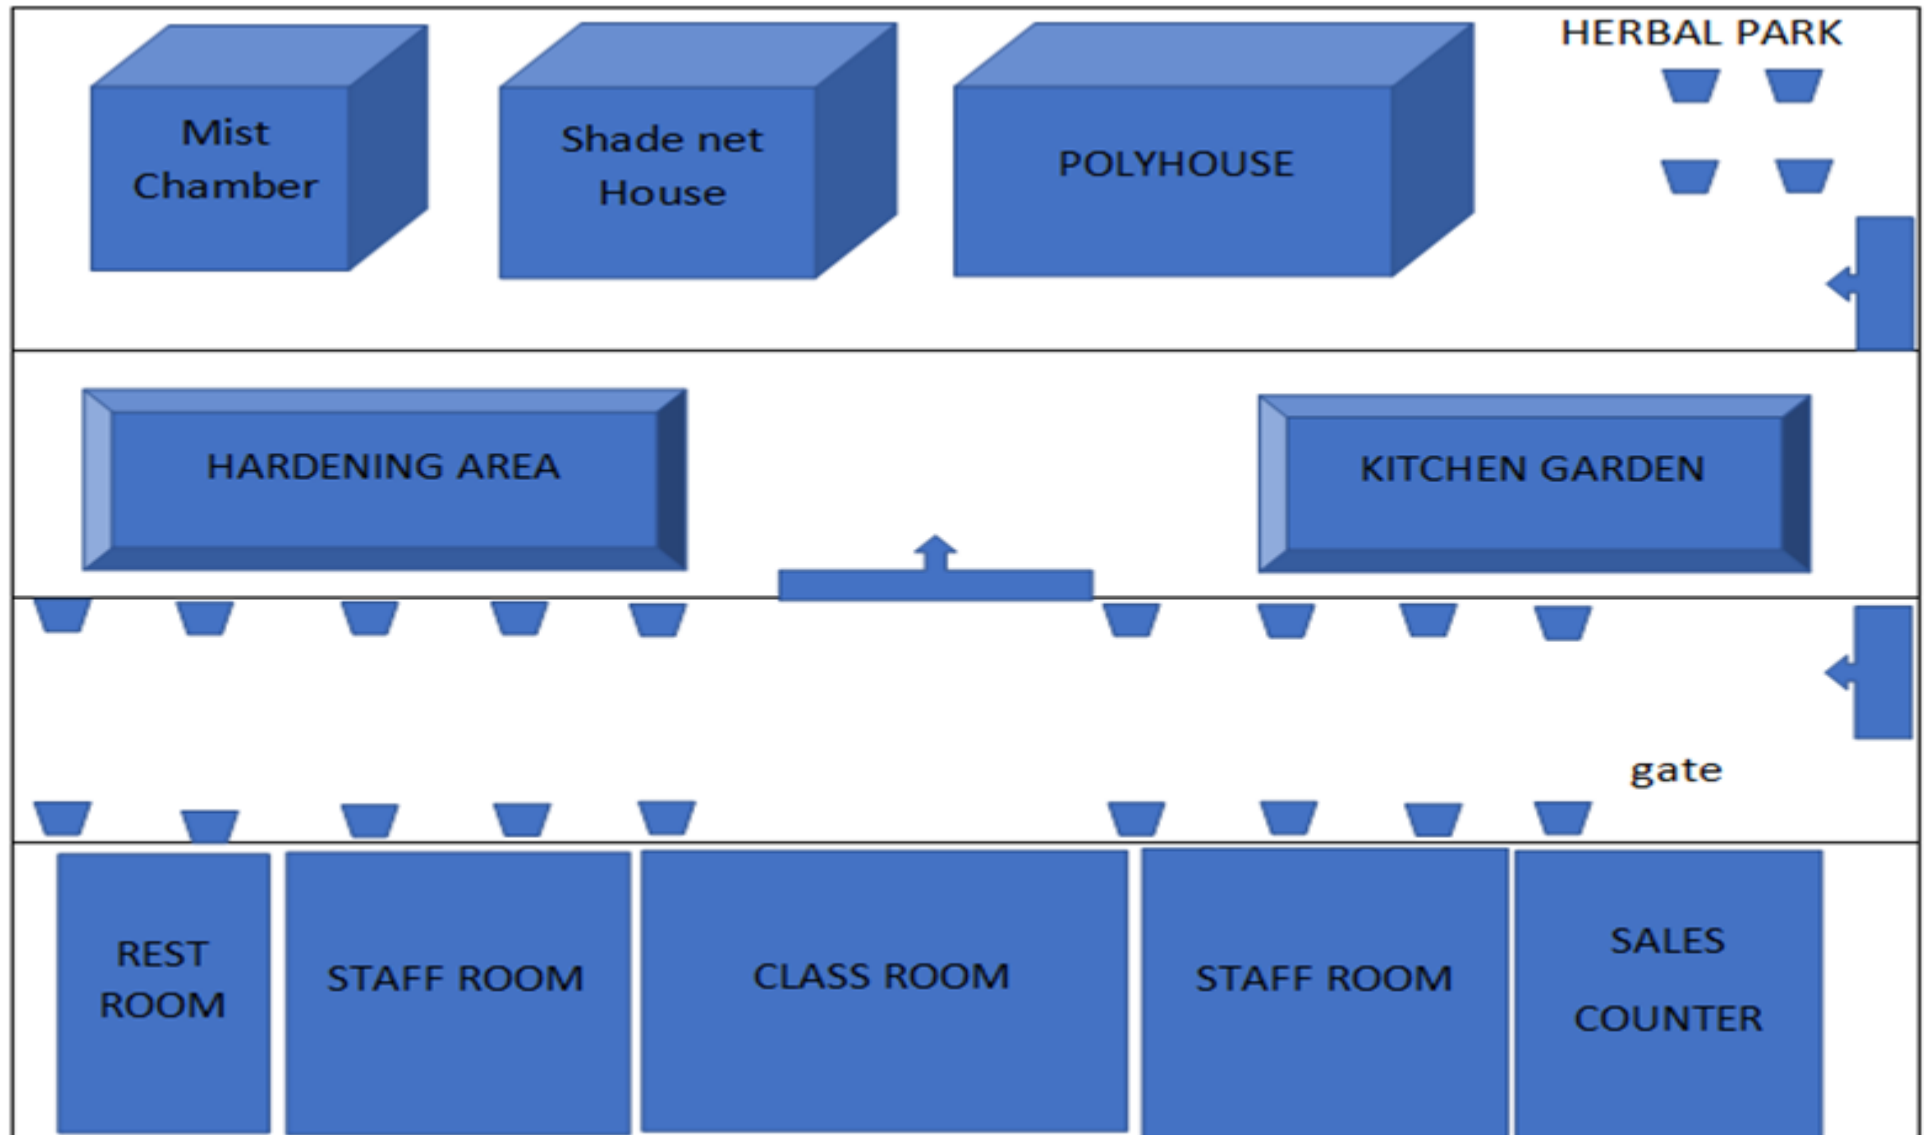 HERBAL PARK
Mist
Chamber
Shade net
House
POLYHOUSE
HARDENING AREA
KITCHEN GARDEN
gate
REST
ROOM
STAFF ROOM
CLASS ROOM
STAFF ROOM
SALES
COUNTER